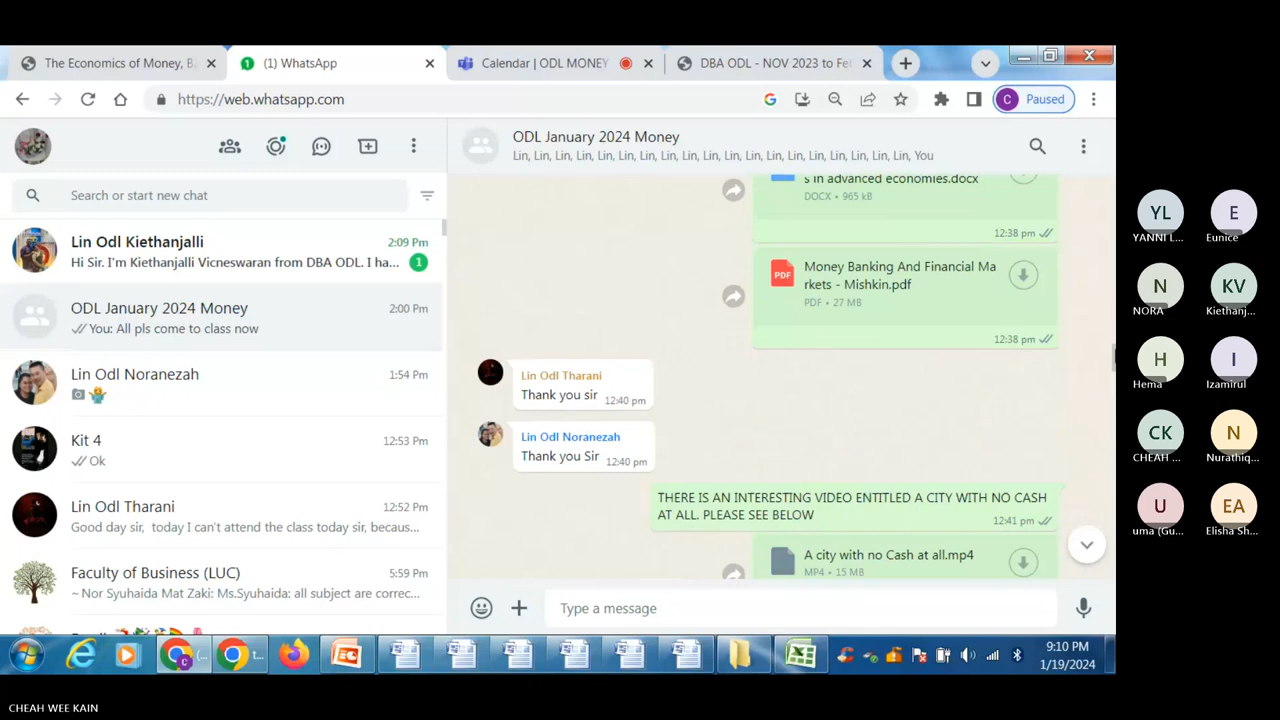 The Economics of Money, B
(1) WhatsApp
Calendar | ODL MONEY
DBA ODL - NOV 2023 to Fe
https://web.whatsapp.com
C Paused
ODL January 2024 Money
Lin, Lin, Lin, Lin, Lin, Lin, Lin, Lin, Lin, Lin, Lin, Lin, Lin, Lin, Lin, Lin, Lin, Lin, Lin, You
Search or start new chat
Lin Odl Kiethanjalli
2:09 Pm
Hi Sir. I'm Kiethanjalli Vicneswaran from DBA ODL. I ha...
1
ODL January 2024 Money
2:00 Pm
You: All pls come to class now
Lin Odl Noranezah
1:54 Pm
Kit 4
12:53 Pm
Ok
Lin Odl Tharani
12:52 Pm
Good day sir, today I can't attend the class today sir, becaus...
Faculty of Business (LUC)
5:59 Pm
~ Nor Syuhaida Mat Zaki: Ms.Syuhaida: all subject are correc...
s in advanced economies.docx
DOCX • 965 kB
12:38 pm
PDF
Money Banking And Financial Ma
rkets - Mishkin.pdf
PDF • 27 MB
12:38 pm
Lin Odl Tharani
Thank you sir
12:40 pm
Lin Odl Noranezah
Thank you Sir
12:40 pm
THERE IS AN INTERESTING VIDEO ENTITLED A CITY WITH NO CASH
AT ALL. PLEASE SEE BELOW
12:41 pm
A city with no Cash at all.mp4
MP4 • 15 MB
Type a message
9:10 PM
1/19/2024
YL
YANNI L...
E
Eunice
N
NORA
KV
Kiethanj...
H
Hema
I
Izamirul
CK
CHEAH ...
N
Nurathiq...
U
uma (Gu...
EA
Elisha Sh...
CHEAH WEE KAIN